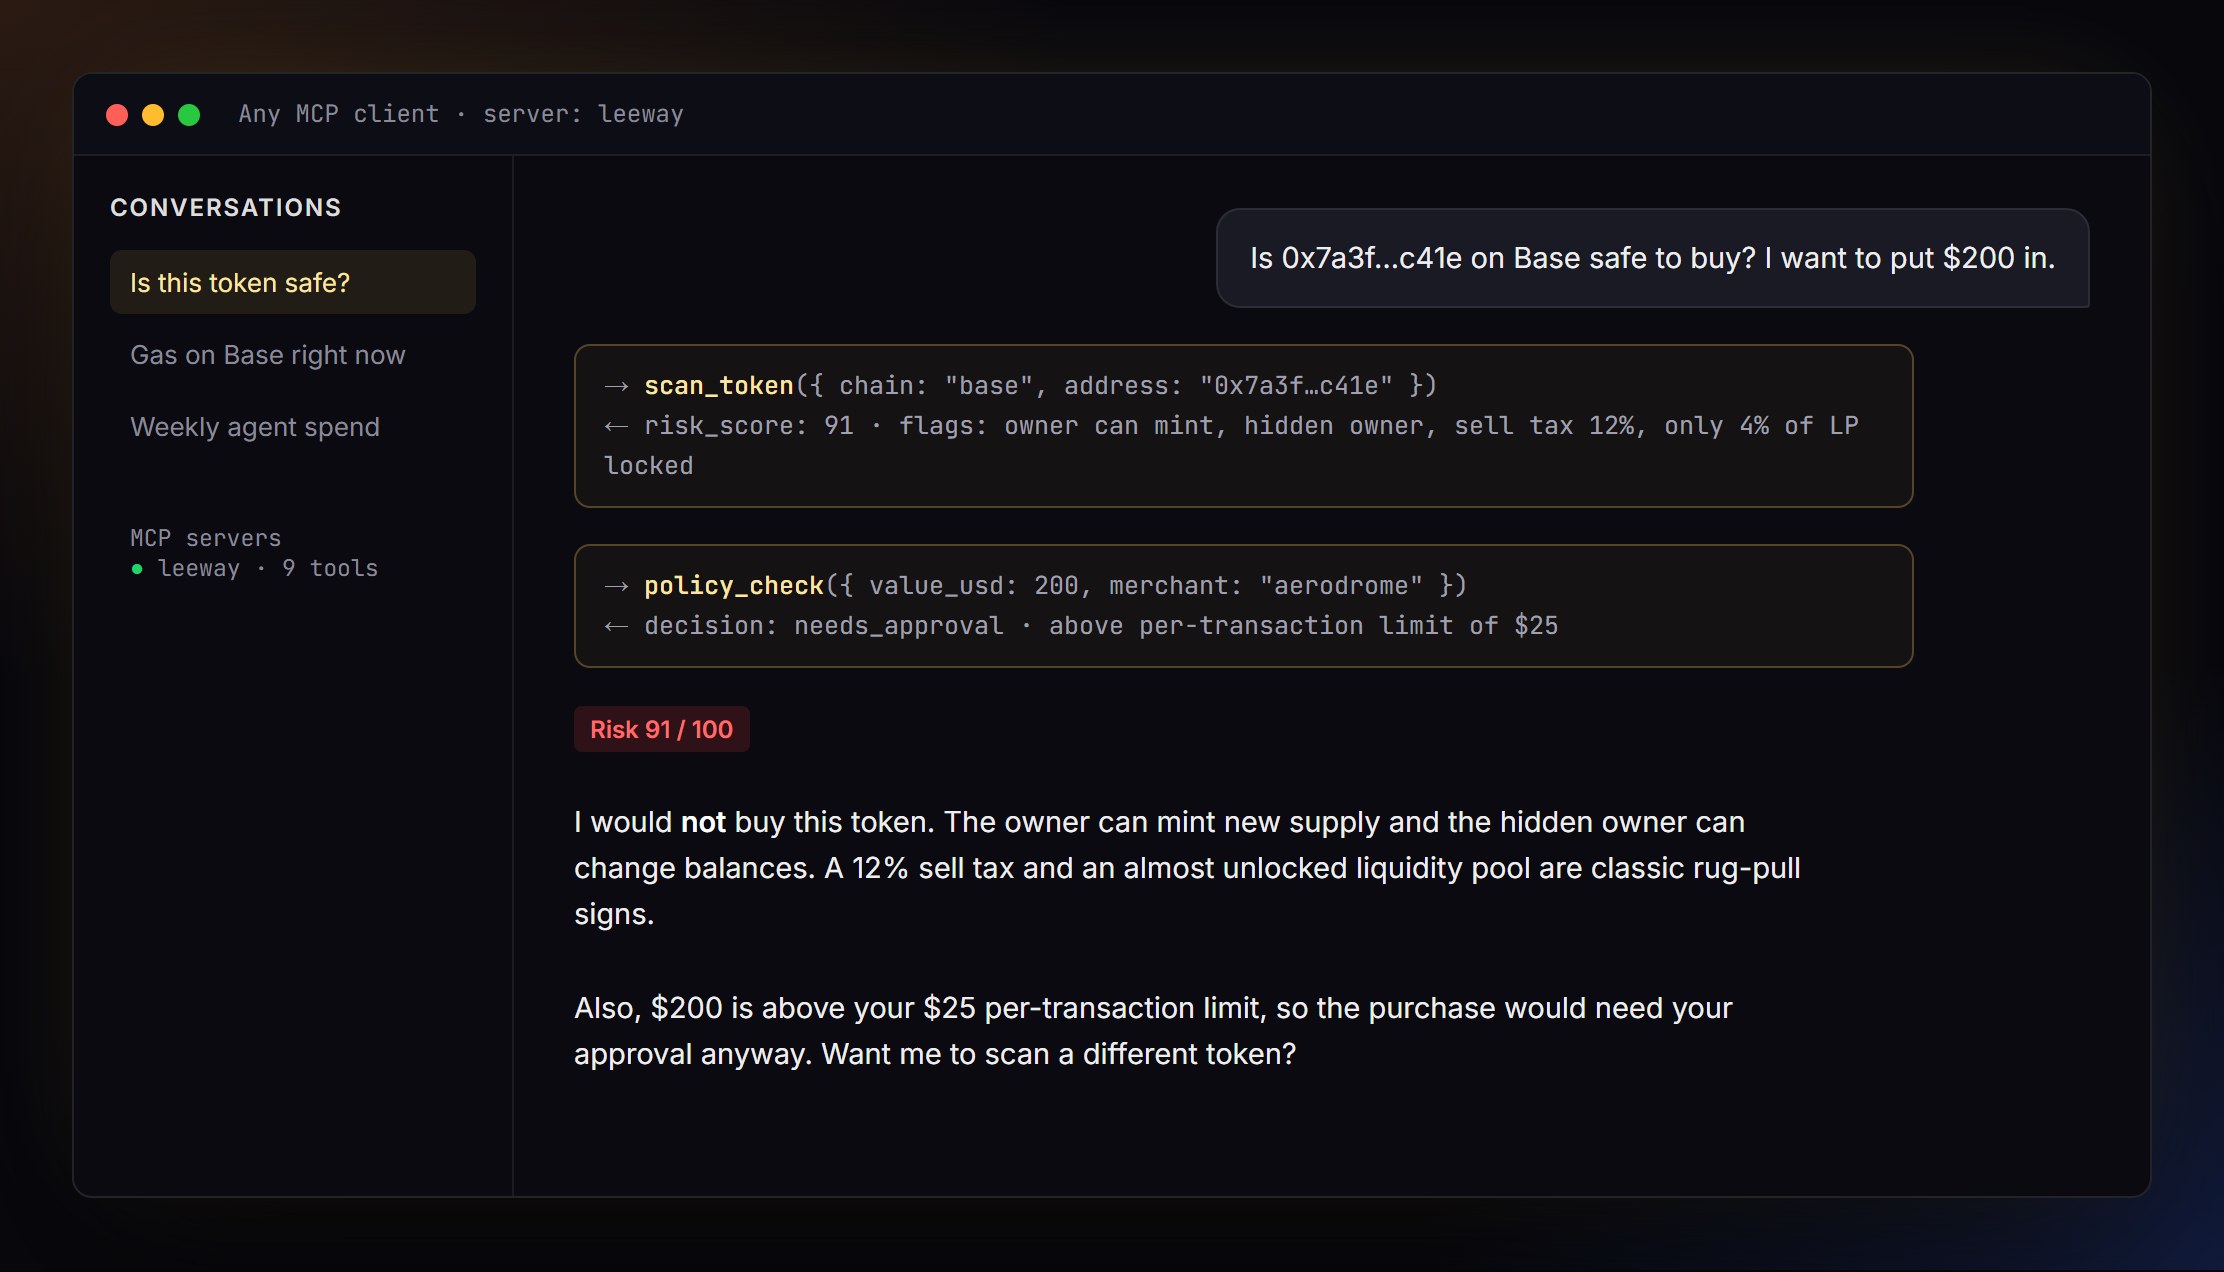 Any MCP client · server: leeway
CONVERSATIONS
Is this token safe?
Gas on Base right now
Weekly agent spend
MCP servers
leeway · 9 tools
Is 0x7a3f…c41e on Base safe to buy? I want to put $200 in.
→ scan_token({ chain: "base", address: "0x7a3f…c41e" })
← risk_score: 91 · flags: owner can mint, hidden owner, sell tax 12%, only 4% of LP
locked
→ policy_check({ value_usd: 200, merchant: "aerodrome" })
← decision: needs_approval · above per-transaction limit of $25
Risk 91 / 100
I would not buy this token. The owner can mint new supply and the hidden owner can
change balances. A 12% sell tax and an almost unlocked liquidity pool are classic rug-pull
signs.
Also, $200 is above your $25 per-transaction limit, so the purchase would need your
approval anyway. Want me to scan a different token?